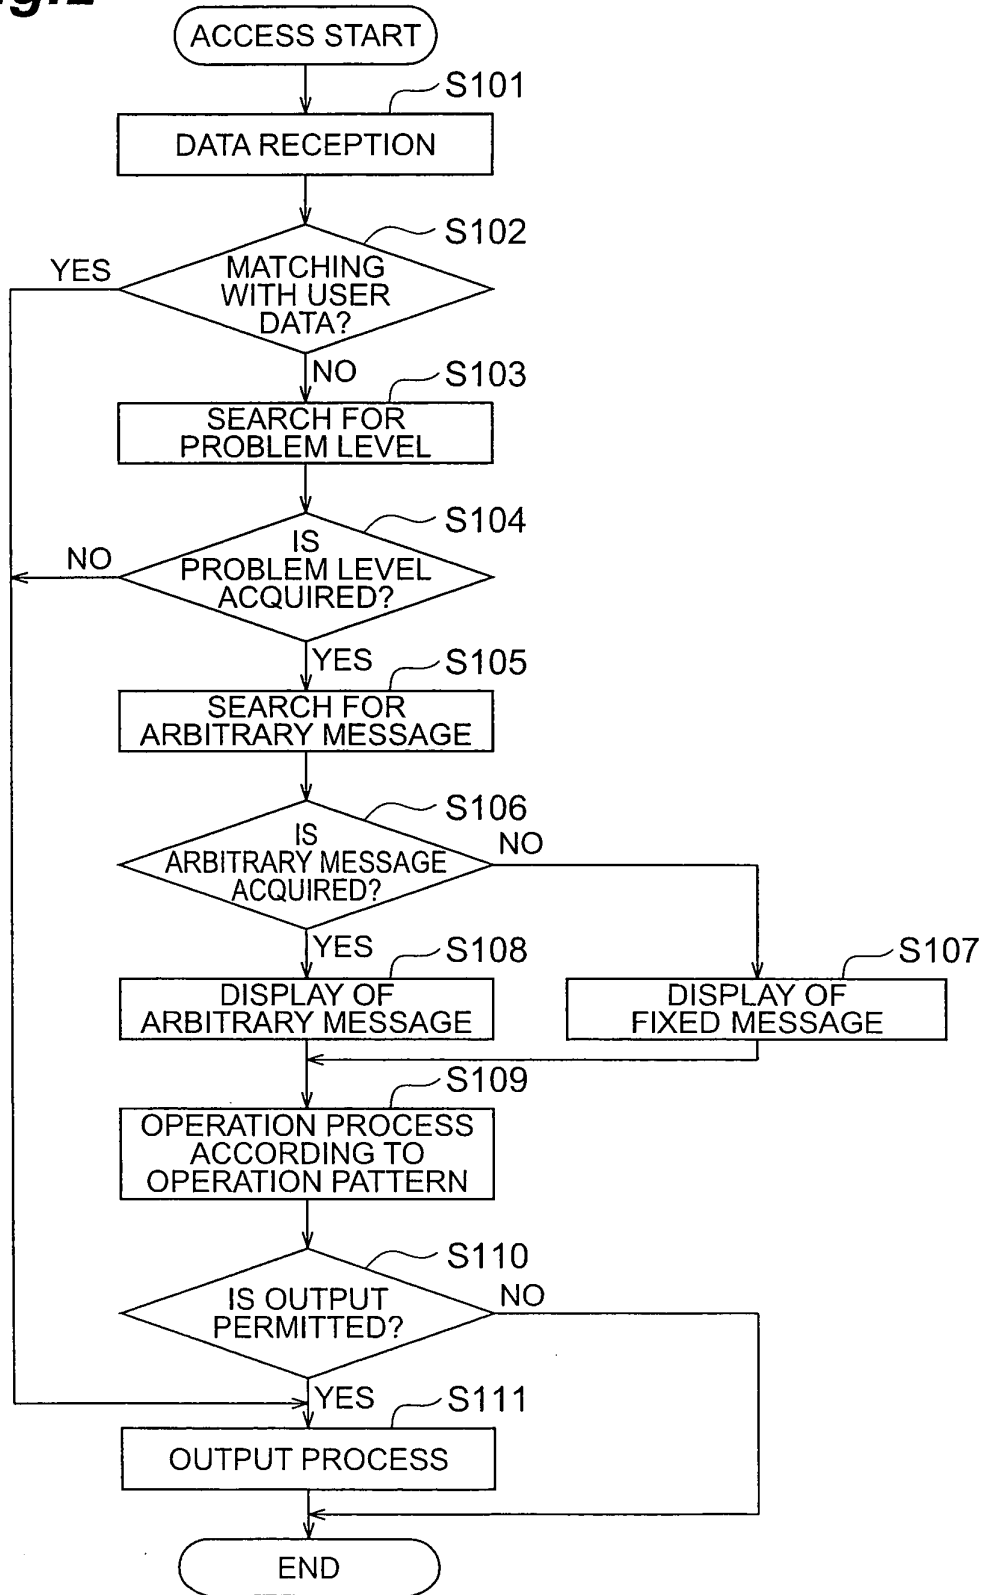 ACCESS START
S101
DATA RECEPTION
S102
YES
MATCHING
WITH USER
DATA?
NO
S103
SEARCH FOR
PROBLEM LEVEL
S104
NO
IS
PROBLEM LEVEL
ACQUIRED?
YES
S105
SEARCH FOR
ARBITRARY MESSAGE
S106
NO
IS
ARBITRARY MESSAGE
ACQUIRED?
YES
S108
S107
DISPLAY OF
ARBITRARY MESSAGE
DISPLAY OF
FIXED MESSAGE
S109
OPERATION PROCESS
ACCORDING TO
OPERATION PATTERN
S110
NO
IS OUTPUT
PERMITTED?
YES
S111
OUTPUT PROCESS
END